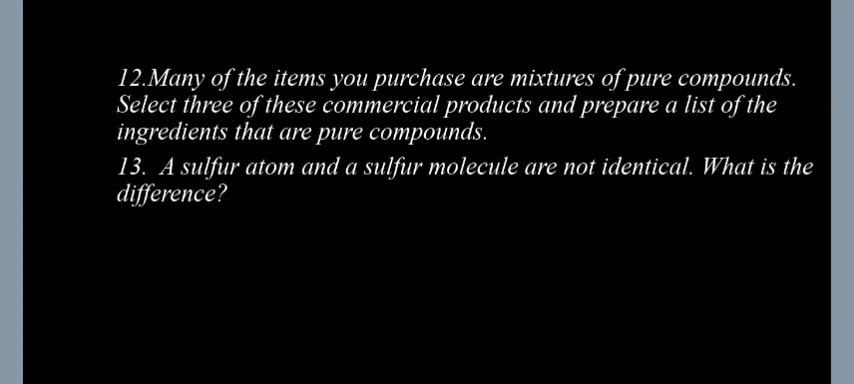 12.Many of the items you purchase are mixtures of pure compounds.
Select three of these commercial products and prepare a list of the
ingredients that are pure compounds.
13.  A sulfur atom and a sulfur molecule are not identical. What is the
difference?